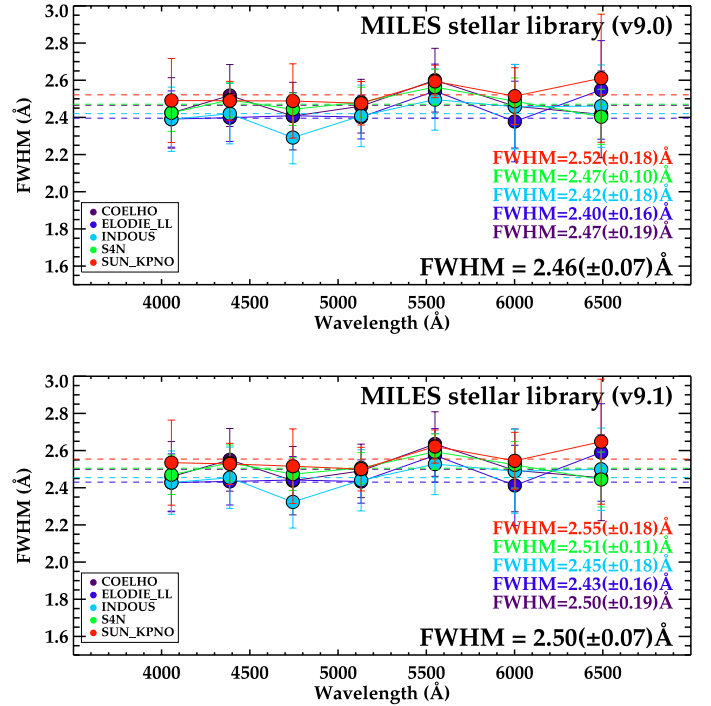 MILES stellar library (v9.0)
3.0
2.8
2.6
2.4
2.2
2.0
1.8
1.6
FWHM (Å)
FWHM=2.52(±0.18)Å
FWHM=2.47(±0.10)Å
FWHM=2.42(±0.18)Å
FWHM=2.40(±0.16)Å
FWHM=2.47(±0.19)Å
COELHO
ELODIE_LL
INDOUS
S4N
SUN_KPNO
FWHM = 2.46(±0.07)Å
4000 4500 5000 5500 6000 6500
Wavelength (Å)
MILES stellar library (v9.1)
3.0
2.8
2.6
2.4
2.2
2.0
1.8
1.6
FWHM (Å)
FWHM=2.55(±0.18)Å
FWHM=2.51(±0.11)Å
FWHM=2.45(±0.18)Å
FWHM=2.43(±0.16)Å
FWHM=2.50(±0.19)Å
COELHO
ELODIE_LL
INDOUS
S4N
SUN_KPNO
FWHM = 2.50(±0.07)Å
4000 4500 5000 5500 6000 6500
Wavelength (Å)